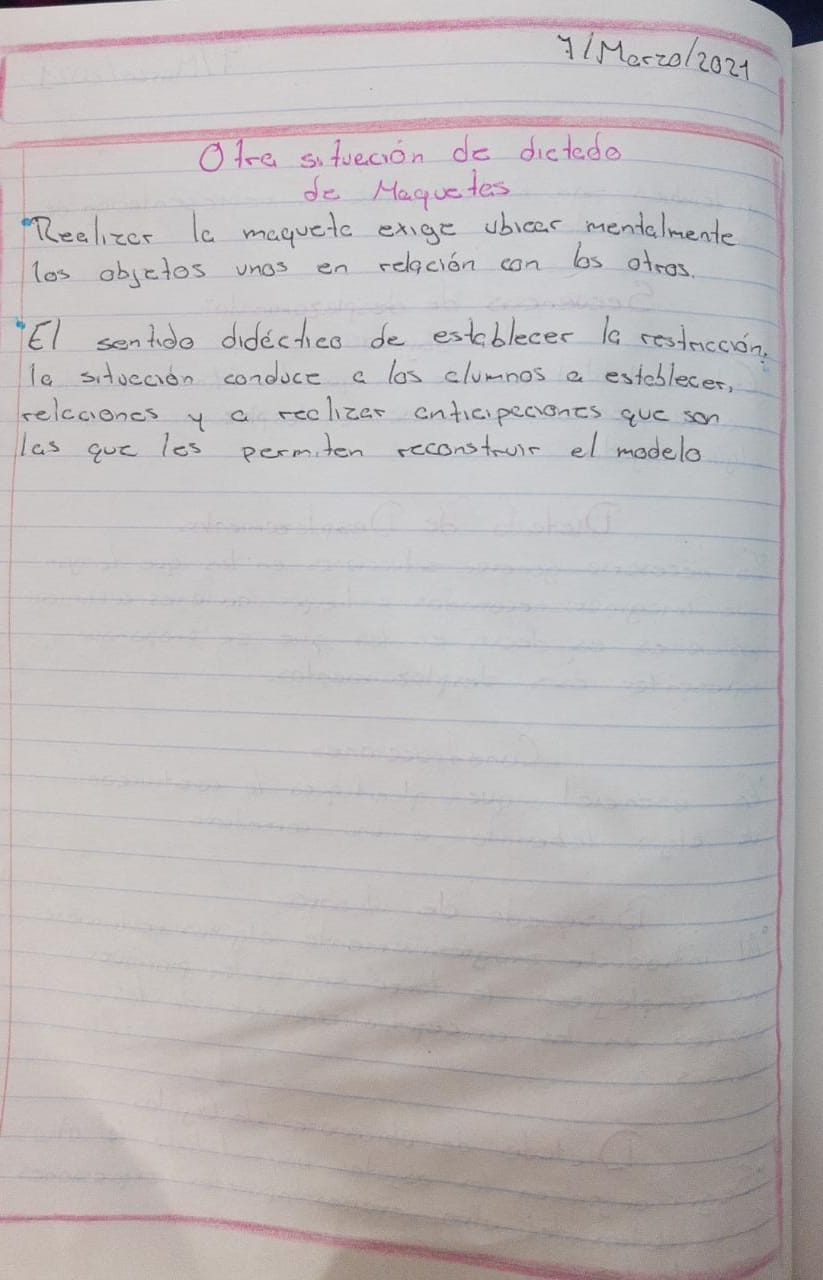 7/Marzo/2021
Otra situación de dictado
de Maquetas
•Realizar la maqueta exige ubicar mentalmente
los objetos unos en relación con los otros.
•El sentido didáctico de establecer la restricción,
la situación conduce a los alumnos a establecer,
relaciones y a realizar anticipaciones que son
las que les permiten reconstruir el modelo